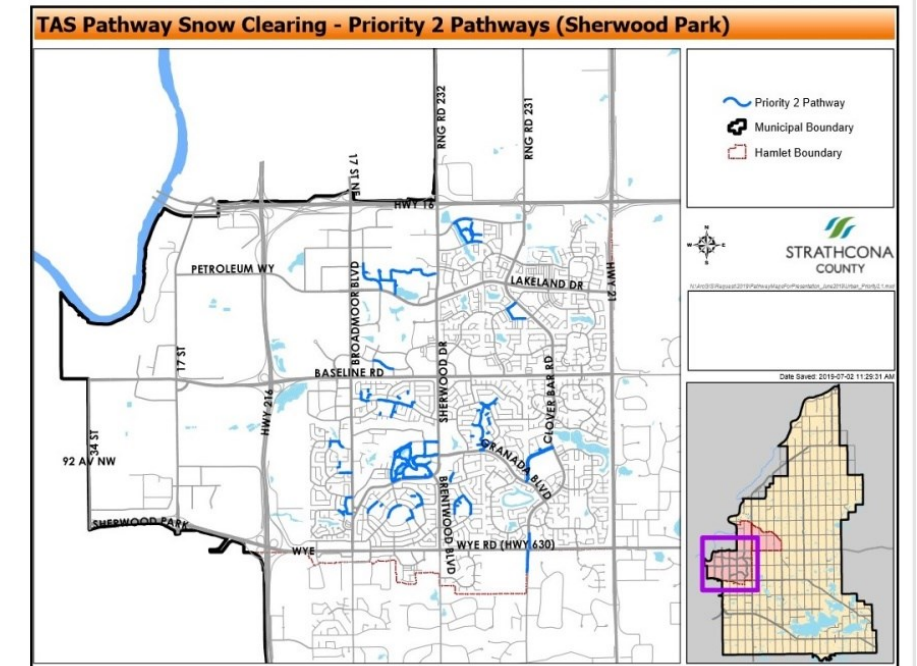 TAS Pathway Snow Clearing - Priority 2 Pathways (Sherwood Park)
RNG RD 232
RNG RD 231
17 ST NE
HWY 16
PETROLEUM WY
BROADMOOR BLVD
LAKELAND DR
HWY 21
17 ST
BASELINE RD
SHERWOOD DR
CLOVER BAR RD
HWY 216
34 ST
92 AV NW
GRANADA BLVD
BRENTWOOD BLVD
SHERWOOD PARK
WYE
WYE RD (HWY 630)
Priority 2 Pathway
Municipal Boundary
Hamlet Boundary
N
W
E
S
STRATHCONA
COUNTY
Date Saved: 2019-07-02 11:29:31 AM